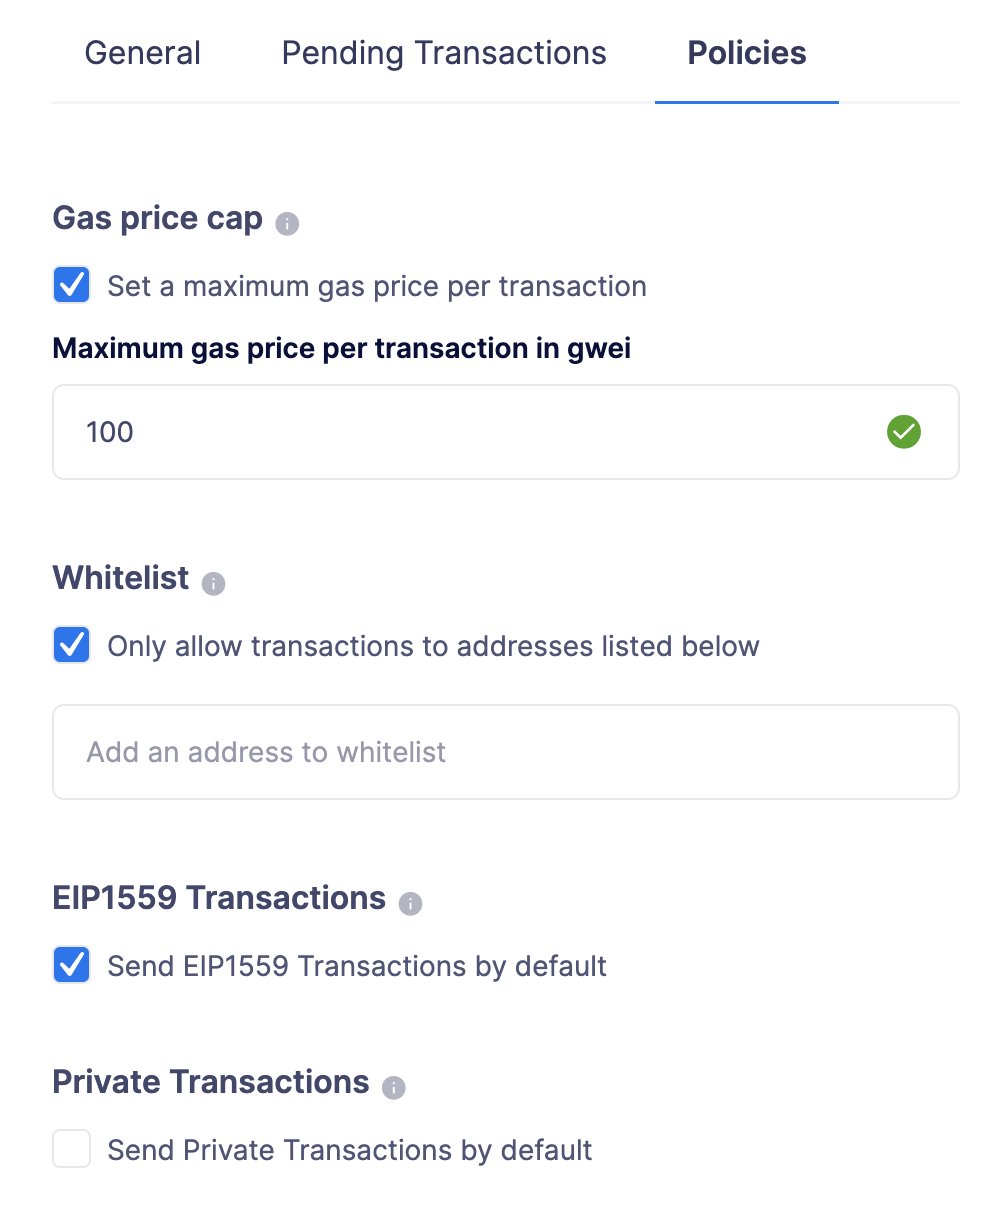 General Pending Transactions Policies
Gas price cap
Set a maximum gas price per transaction
Maximum gas price per transaction in gwei
100
Whitelist
Only allow transactions to addresses listed below
Add an address to whitelist
EIP1559 Transactions
Send EIP1559 Transactions by default
Private Transactions
Send Private Transactions by default